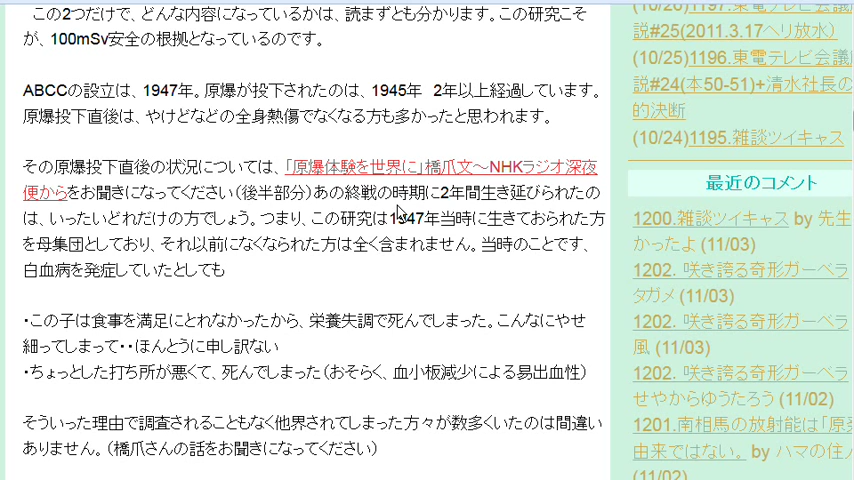 この2つだけで、どんな内容になっているかは、読まずとも分かります。この研究こそ
が、100mSv安全の根拠となっているのです。
ABCCの設立は、1947年。原爆が投下されたのは、1945年　2年以上経過しています。
原爆投下直後は、やけどなどの全身熱傷でなくなる方も多かったと思われます。
その原爆投下直後の状況については、「原爆体験を世界に」橋爪文～NHKラジオ深夜
便からをお聞きになってください（後半部分）あの終戦の時期に2年間生き延びられたの
は、いったいどれだけの方でしょう。つまり、この研究は1947年当時に生きておられた方
を母集団としており、それ以前になくなられた方は全く含まれません。当時のことです、
白血病を発症していたとしても
・この子は食事を満足にとれなかったから、栄養失調で死んでしまった。こんなにやせ
細ってしまって・・ほんとうに申し訳ない
・ちょっとした打ち所が悪くて、死んでしまった（おそらく、血小板減少による易出血性）
そういった理由で調査されることもなく他界されてしまった方々が数多くいたのは間違い
ありません。（橋爪さんの話をお聞きになってください）
(10/26)1197.東電テレビ会議
説#25(2011.3.17ヘリ放水)
(10/25)1196.東電テレビ会議
説#24(本50-51)+清水社長の
的決断
(10/24)1195.雑談ツイキャス
最近のコメント
1200.雑談ツイキャス by 先生
かったよ (11/03)
1202. 咲き誇る奇形ガーベラ
タガメ (11/03)
1202. 咲き誇る奇形ガーベラ
風 (11/03)
1202. 咲き誇る奇形ガーベラ
せやからゆうたろう (11/02)
1201.南相馬の放射能は「原発
由来ではない。 by ハマの住人
(11/02)